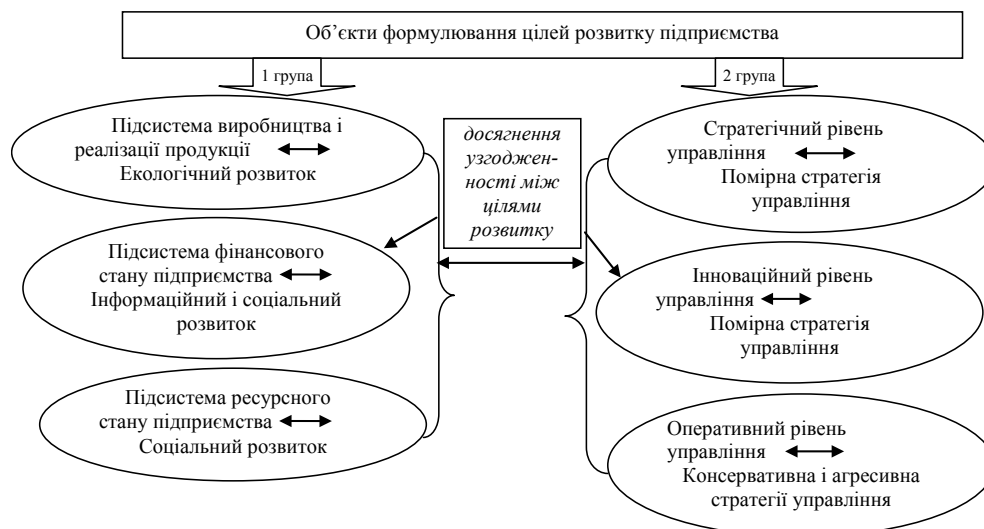 Об’єкти формулювання цілей розвитку підприємства
1 група
2 група
Підсистема виробництва і
реалізації продукції
Екологічний розвиток
Підсистема фінансового
стану підприємства
Інформаційний і соціальний
розвиток
Підсистема ресурсного
стану підприємства
Соціальний розвиток
досягнення
узгоджен-
ності між
цілями
розвитку
Стратегічний рівень
управління
Помірна стратегія
управління
Інноваційний рівень
управління
Помірна стратегія
управління
Оперативний рівень
управління
Консервативна і агресивна
стратегії управління